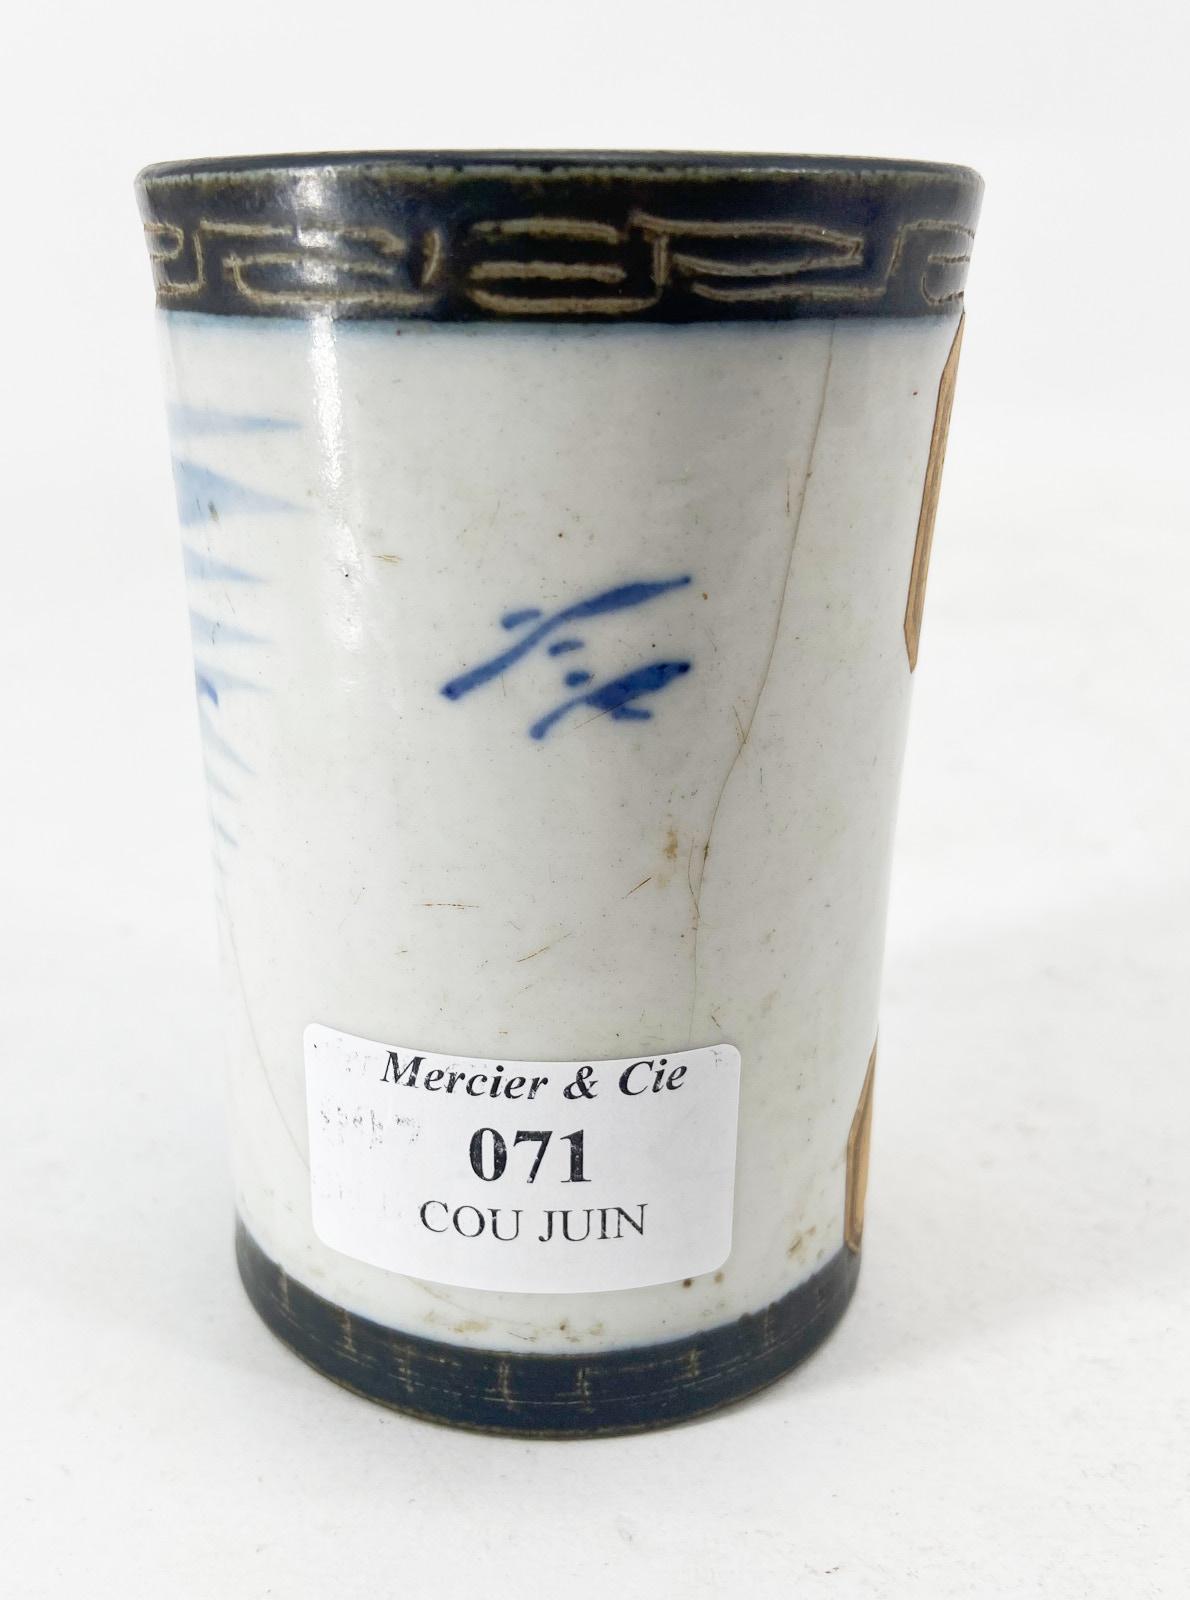 Mercier & Cie
071
COU JUIN